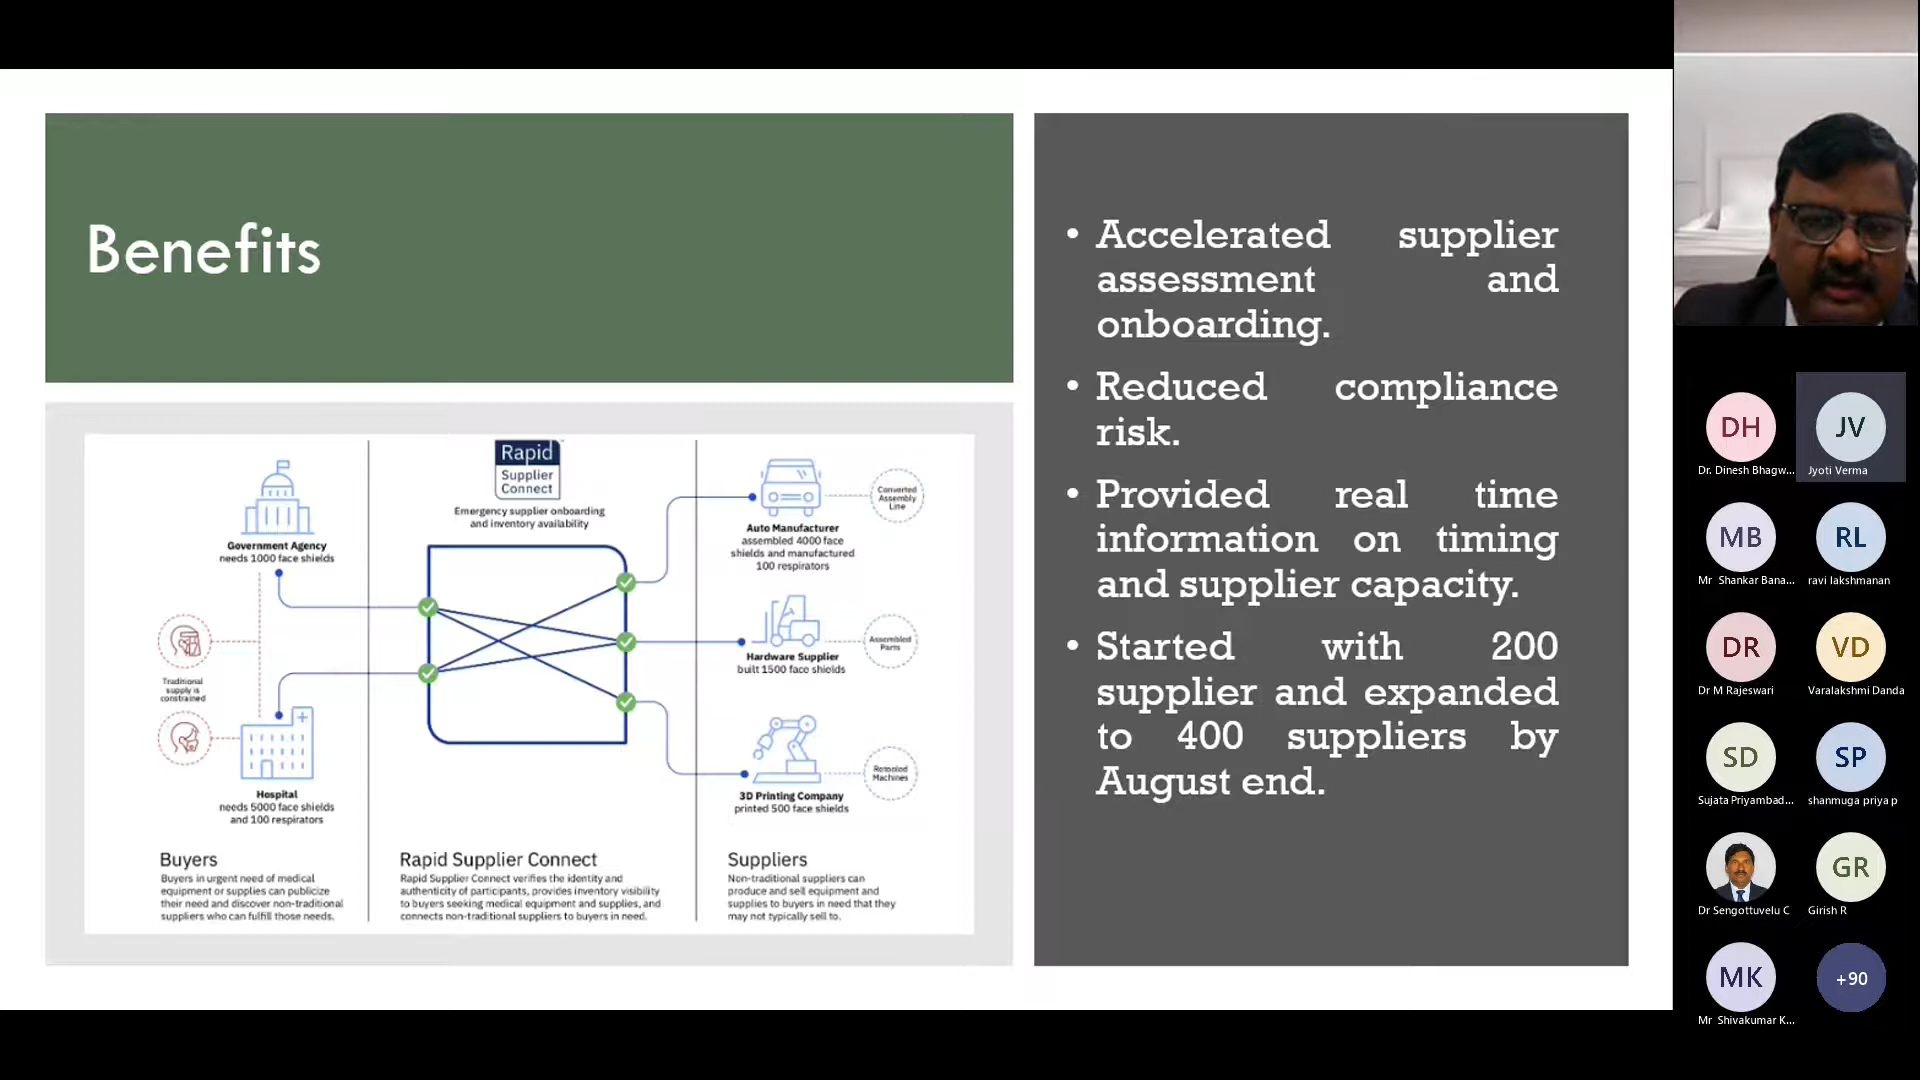 Benefits
Rapid
Supplier
Connect
Emergency supplier onboarding
and inventory availability
Government Agency
needs 1000 face shields
Traditional
supply is
constrained
Hospital
needs 5000 face shields
and 100 respirators
Auto Manufacturer
assembled 4000 face
shields and manufactured
100 respirators
Converted
Assembly
Line
Hardware Supplier
built 1500 face shields
Assembled
Parts
3D Printing Company
printed 500 face shields
Retooled
Machines
Buyers
Buyers in urgent need of medical
equipment or supplies can publicize
their need and discover non-traditional
suppliers who can fulfill those needs.
Rapid Supplier Connect
Rapid Supplier Connect verifies the identity and
authenticity of participants, provides inventory visibility
to buyers seeking medical equipment and supplies, and
connects non-traditional suppliers to buyers in need.
Suppliers
Non-traditional suppliers can
produce and sell equipment and
supplies to buyers in need that they
may not typically sell to.
• Accelerated supplier
assessment and
onboarding.
• Reduced compliance
risk.
• Provided real time
information on timing
and supplier capacity.
• Started with 200
supplier and expanded
to 400 suppliers by
August end.
DH
Dr. Dinesh Bhagw...
JV
Jyoti Verma
MB
Mr Shankar Bana...
RL
ravi lakshmanan
DR
Dr M Rajeswari
VD
Varalakshmi Danda
SD
Sujata Priyambad...
SP
shanmuga priya p
Dr Sengottuvelu C
GR
Girish R
MK
Mr Shivakumar K...
+90